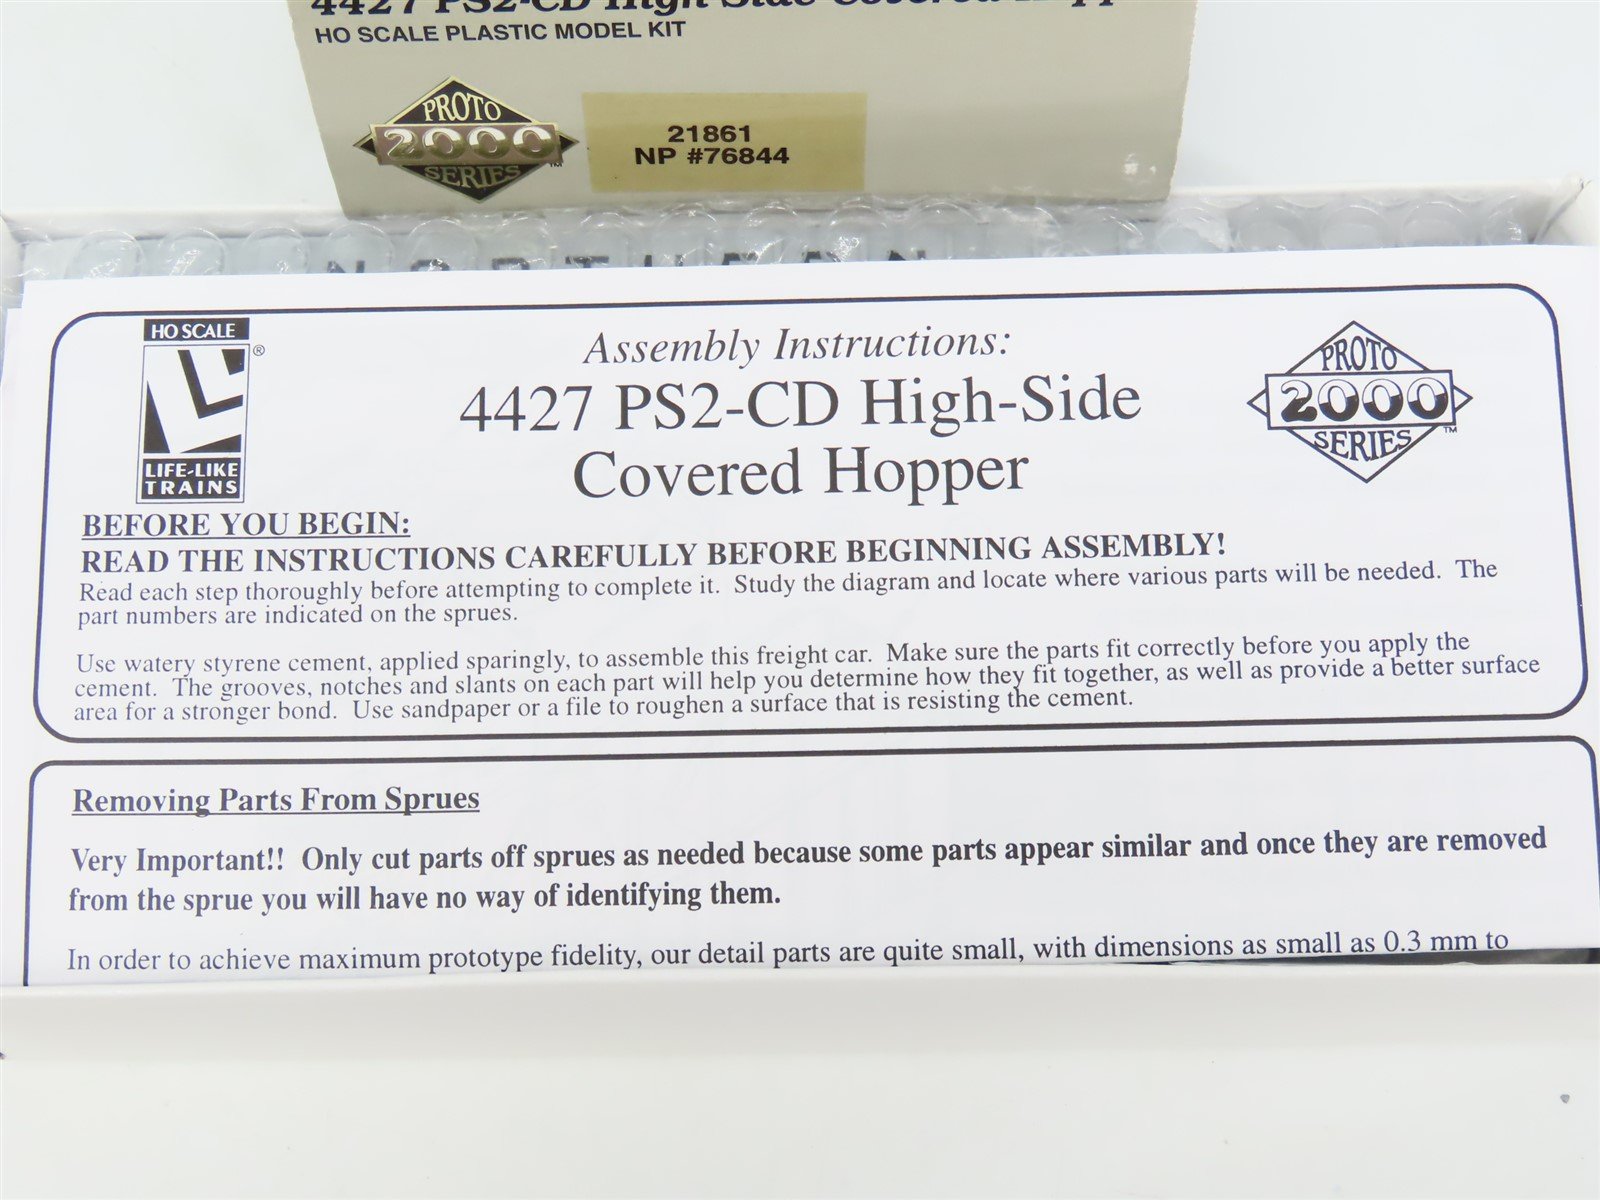 4427 PS2-CD High-Side Covered
HO SCALE PLASTIC MODEL KIT
PROTO
2000
SERIES
TM
21861
NP #76844
HO SCALE
®
LIFE-LIKE
TRAINS
Assembly Instructions:
4427 PS2-CD High-Side
Covered Hopper
PROTO
2000
SERIES
TM
BEFORE YOU BEGIN:
READ THE INSTRUCTIONS CAREFULLY BEFORE BEGINNING ASSEMBLY!
Read each step thoroughly before attempting to complete it. Study the diagram and locate where various parts will be needed. The
part numbers are indicated on the sprues.
Use watery styrene cement, applied sparingly, to assemble this freight car. Make sure the parts fit correctly before you apply the
cement. The grooves, notches and slants on each part will help you determine how they fit together, as well as provide a better surface
area for a stronger bond. Use sandpaper or a file to roughen a surface that is resisting the cement.
Removing Parts From Sprues
Very Important!! Only cut parts off sprues as needed because some parts appear similar and once they are removed
from the sprue you will have no way of identifying them.
In order to achieve maximum prototype fidelity, our detail parts are quite small, with dimensions as small as 0.3 mm to